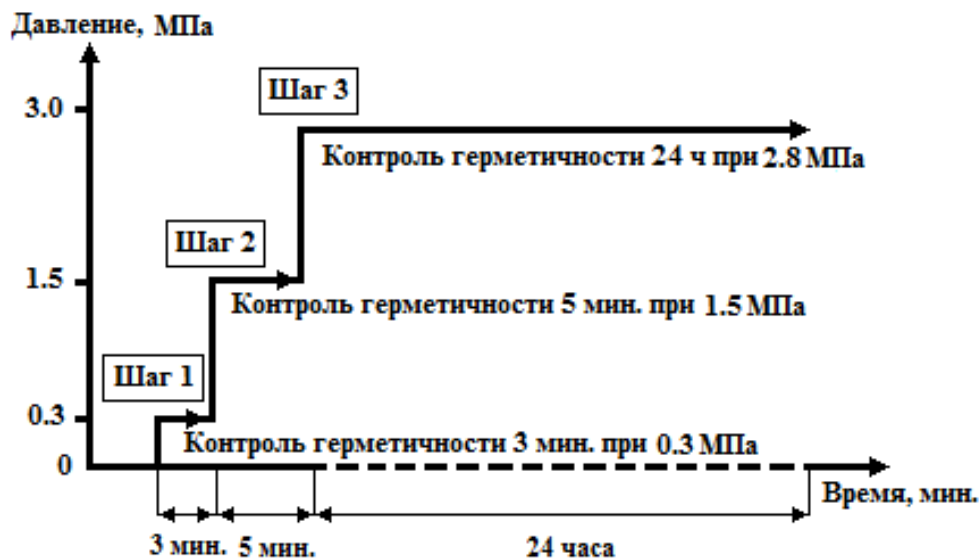 Давление, МПа
Шаг 3
3.0
Контроль герметичности 24 ч при 2.8 МПа
Шаг 2
1.5
Контроль герметичности 5 мин. при 1.5 МПа
Шаг 1
0.3
Контроль герметичности 3 мин. при 0.3 МПа
0
Время, мин.
3 мин. 5 мин. 24 часа